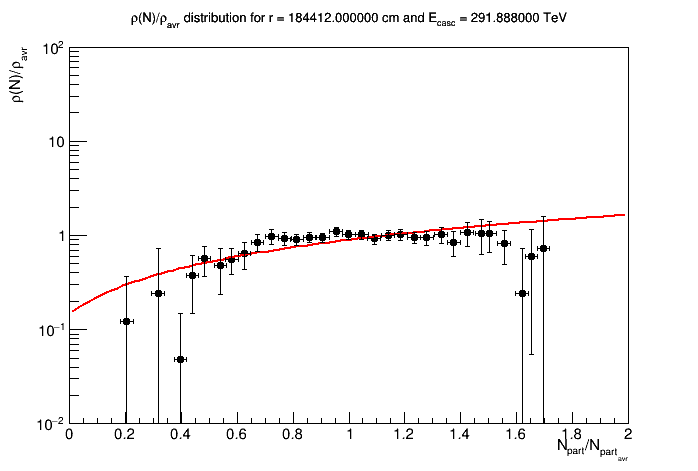 ρ(N)/ρavr distribution for r = 184412.000000 cm and Ecasc = 291.888000 TeV
ρ(N)/ρavr
10²
10
1
10⁻¹
10⁻²
0 0.2 0.4 0.6 0.8 1 1.2 1.4 1.6 1.8 2
Npart/Npartavr